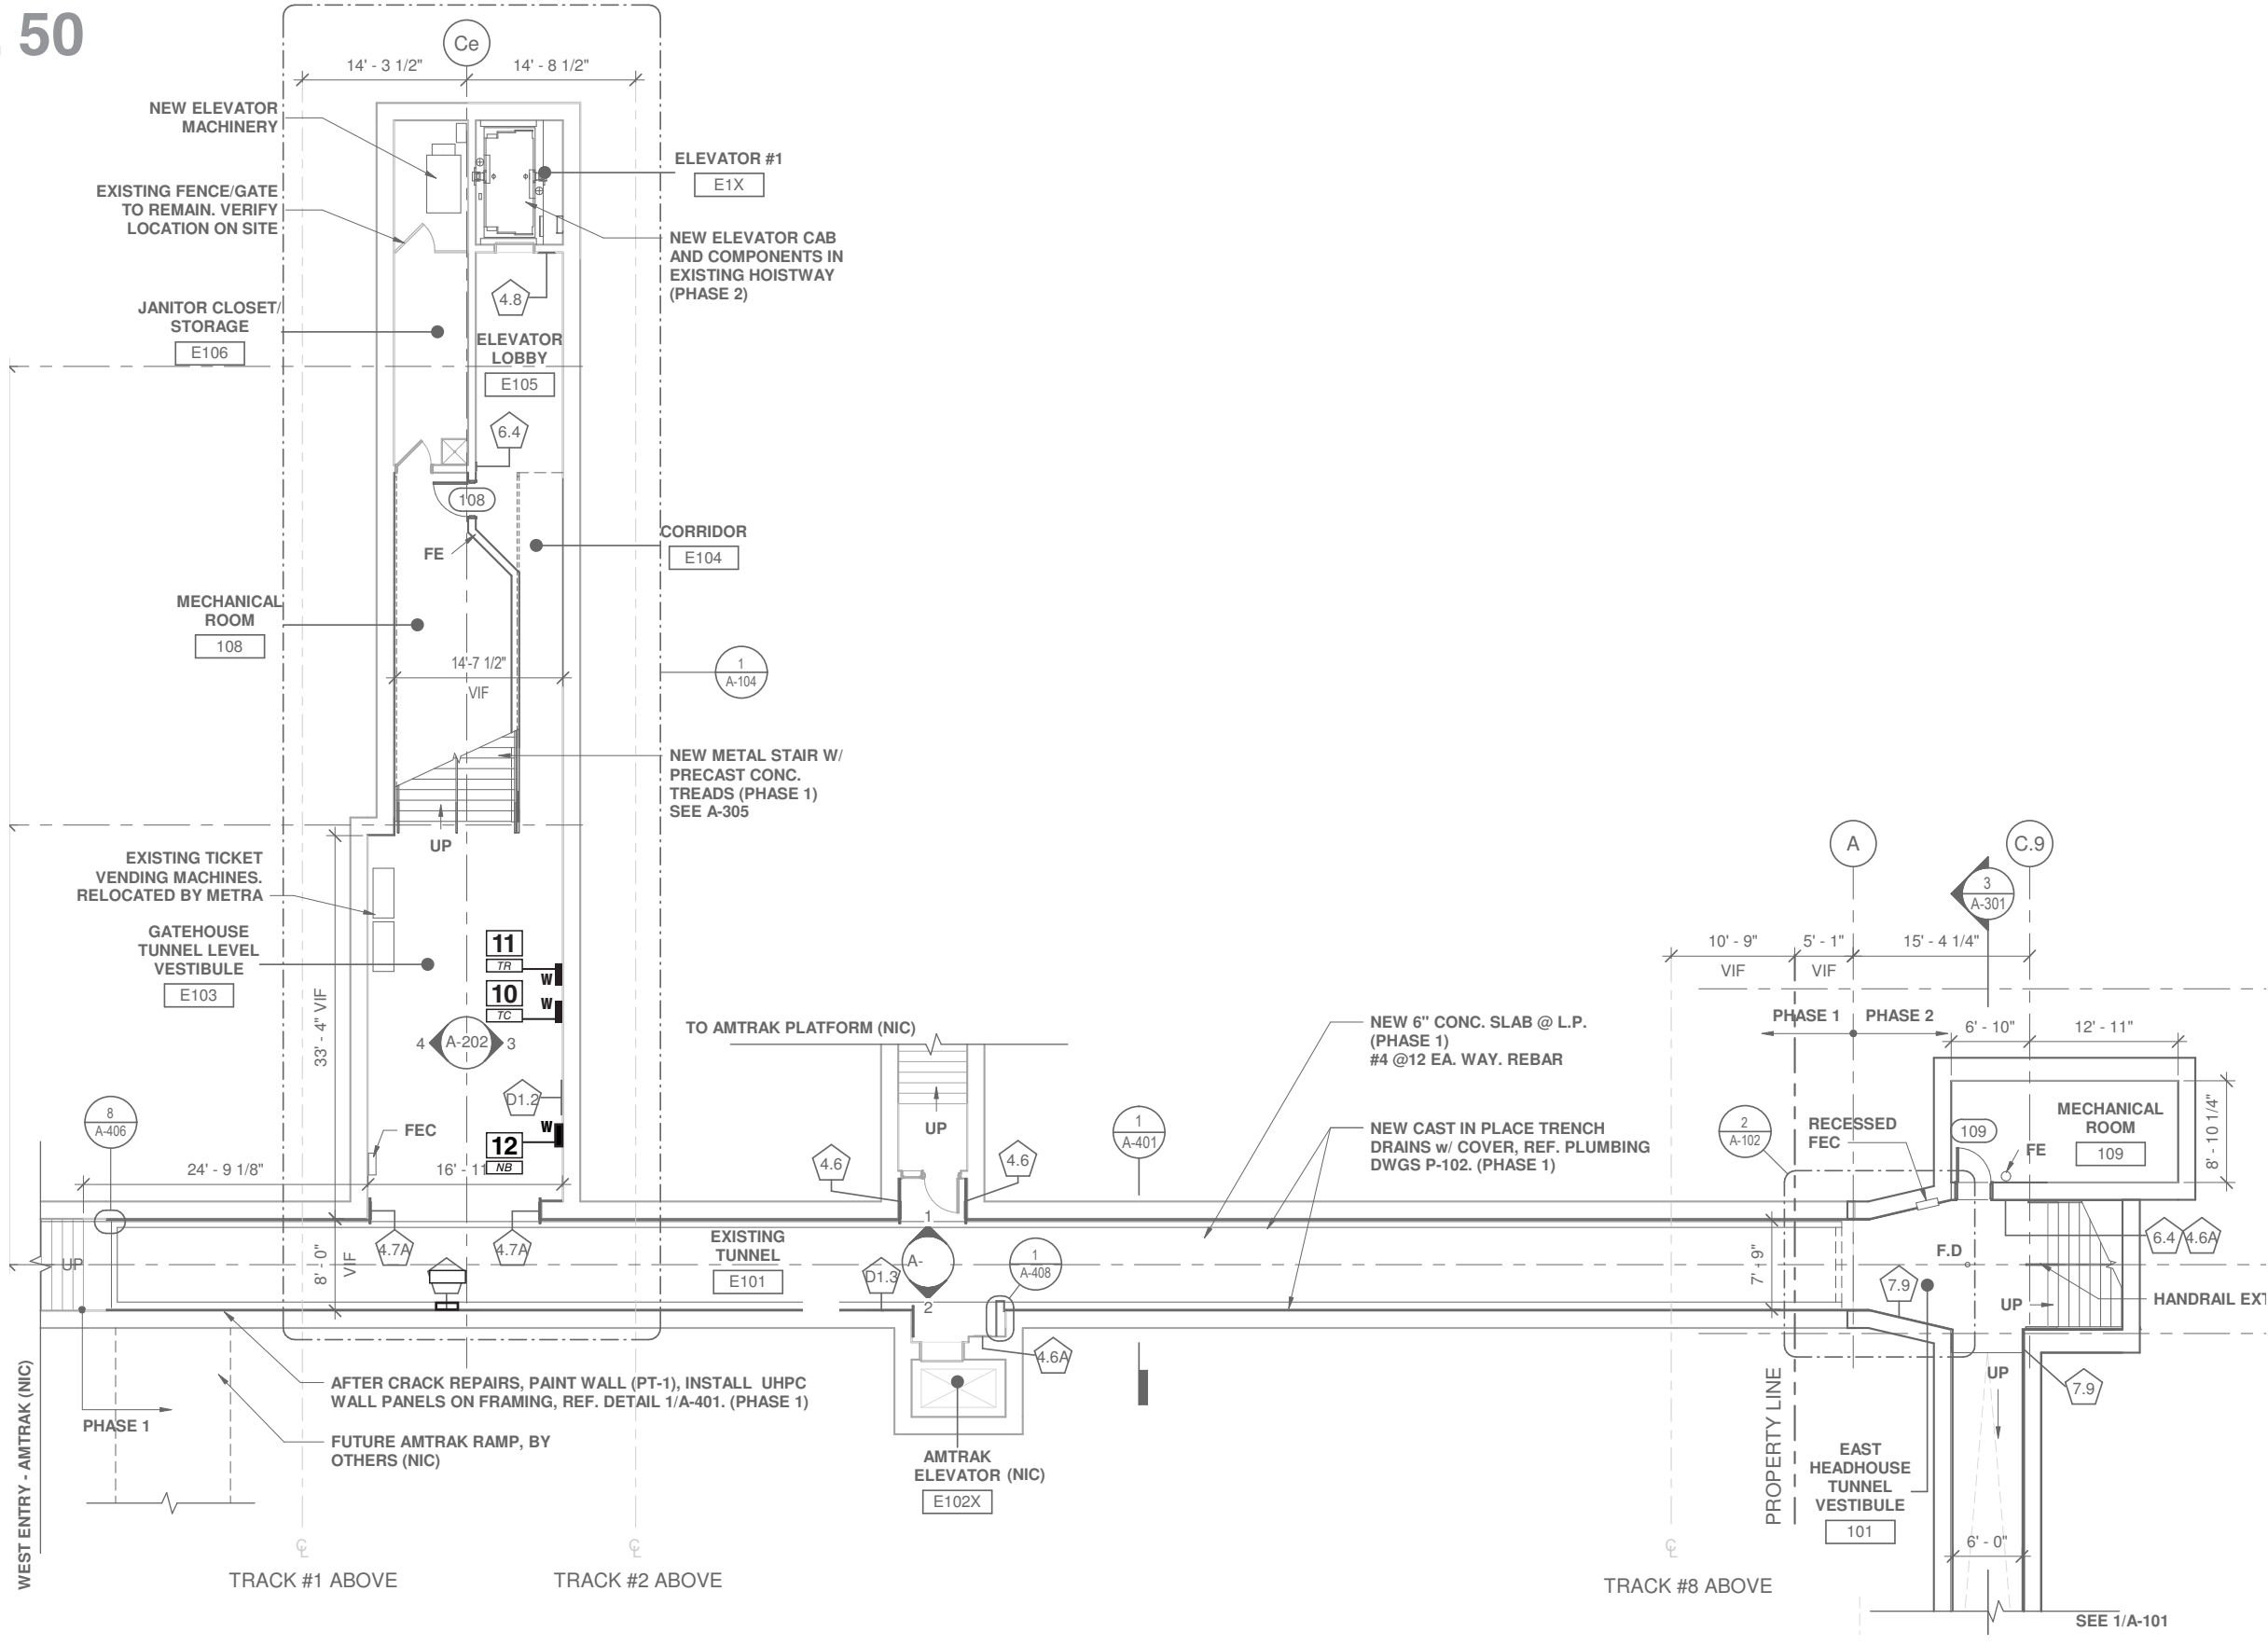 50
Ce
14' - 3 1/2"
14' - 8 1/2"
NEW ELEVATOR
MACHINERY
ELEVATOR #1
E1X
EXISTING FENCE/GATE
TO REMAIN. VERIFY
LOCATION ON SITE
NEW ELEVATOR CAB
AND COMPONENTS IN
EXISTING HOISTWAY
(PHASE 2)
4.8
JANITOR CLOSET/
STORAGE
E106
ELEVATOR
LOBBY
E105
6.4
108
FE
CORRIDOR
E104
MECHANICAL
ROOM
108
14'-7 1/2"
VIF
1
A-104
NEW METAL STAIR W/
PRECAST CONC.
TREADS (PHASE 1)
SEE A-305
UP
EXISTING TICKET
VENDING MACHINES.
RELOCATED BY METRA
GATEHOUSE
TUNNEL LEVEL
VESTIBULE
E103
33' - 4" VIF
11
TR
W
10
TC
W
4
A-202
3
D1.2
12
NB
W
FEC
8
A-406
24' - 9 1/8"
16' - 11
TO AMTRAK PLATFORM (NIC)
UP
4.6
4.6
1
A-401
NEW 6" CONC. SLAB @ L.P.
(PHASE 1)
#4 @12 EA. WAY. REBAR
NEW CAST IN PLACE TRENCH
DRAINS w/ COVER, REF. PLUMBING
DWGS P-102. (PHASE 1)
A
C.9
3
A-301
10' - 9"
VIF
5' - 1"
VIF
15' - 4 1/4"
PHASE 1
PHASE 2
6' - 10"
12' - 11"
2
A-102
RECESSED
FEC
109
FE
MECHANICAL
ROOM
109
8' - 10 1/4"
UP
4.7A
4.7A
8' - 0"
VIF
EXISTING
TUNNEL
E101
D1.3
1
A-
2
1
A-408
4.6A
7' - 9"
F.D
7.9
UP
6.4
4.6A
HANDRAIL EXT
WEST ENTRY - AMTRAK (NIC)
PHASE 1
AFTER CRACK REPAIRS, PAINT WALL (PT-1), INSTALL UHPC
WALL PANELS ON FRAMING, REF. DETAIL 1/A-401. (PHASE 1)
FUTURE AMTRAK RAMP, BY
OTHERS (NIC)
AMTRAK
ELEVATOR (NIC)
E102X
PROPERTY LINE
UP
7.9
EAST
HEADHOUSE
TUNNEL
VESTIBULE
101
6' - 0"
CL
TRACK #1 ABOVE
CL
TRACK #2 ABOVE
CL
TRACK #8 ABOVE
SEE 1/A-101